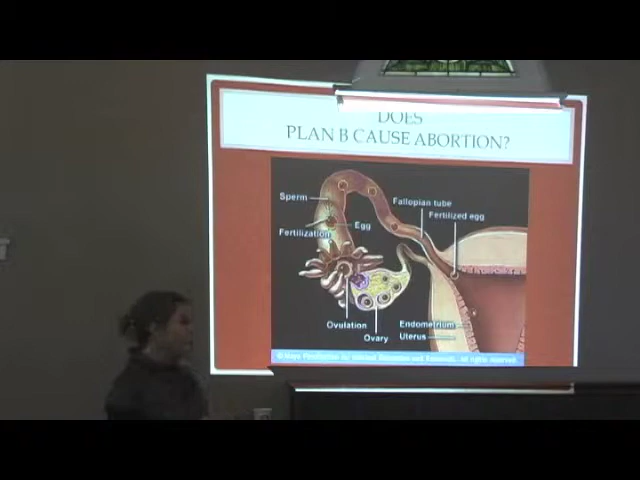 DOES
PLAN B CAUSE ABORTION?
Sperm
Fallopian tube
Fertilized egg
Egg
Fertilization
Ovulation
Ovary
Endometrium
Uterus
© Mayo Foundation for Medical Education and Research. All rights reserved.